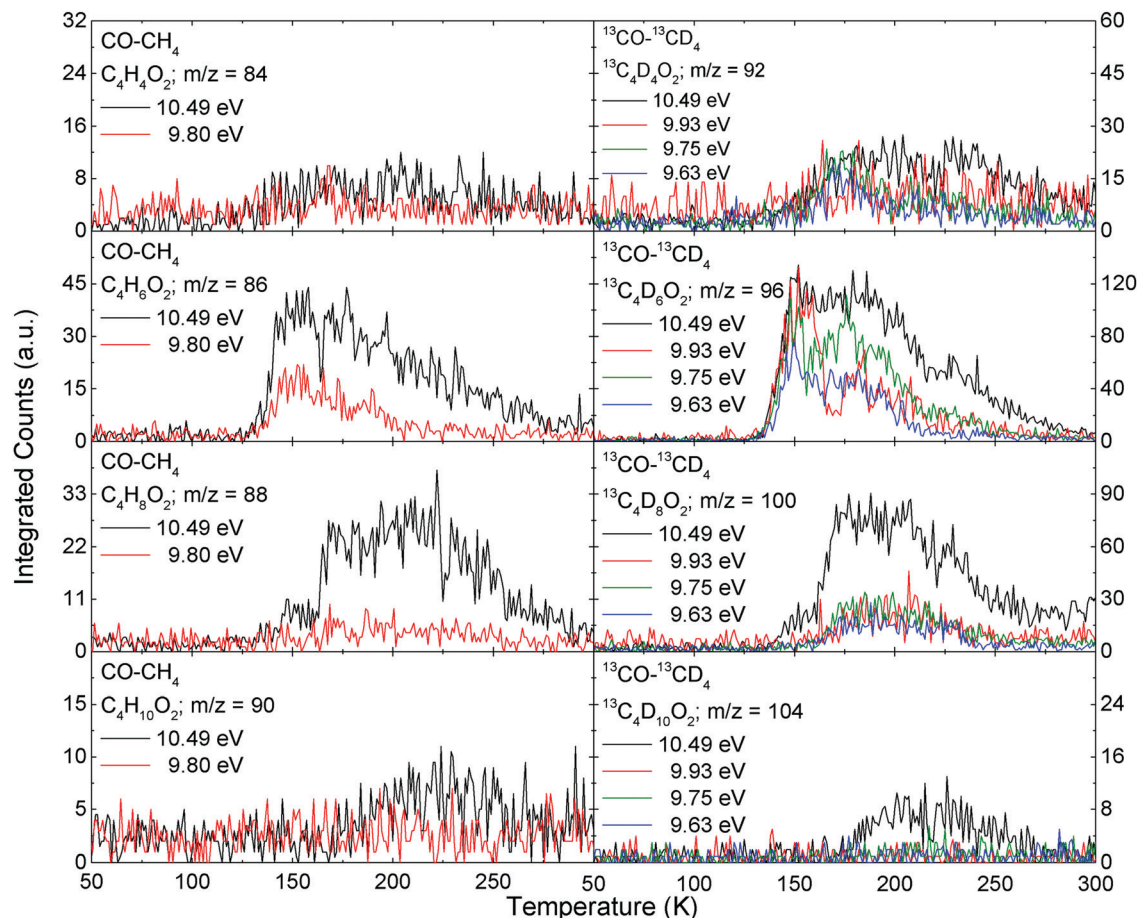 32
24
16
8
0
CO-CH4
C4H4O2; m/z = 84
10.49 eV
9.80 eV
¹³CO-¹³CD4
¹³C4D4O2; m/z = 92
10.49 eV
9.93 eV
9.75 eV
9.63 eV
60
45
30
15
0
45
30
15
0
CO-CH4
C4H6O2; m/z = 86
10.49 eV
9.80 eV
¹³CO-¹³CD4
¹³C4D6O2; m/z = 96
10.49 eV
9.93 eV
9.75 eV
9.63 eV
120
80
40
0
Integrated Counts (a.u.)
33
22
11
0
CO-CH4
C4H8O2; m/z = 88
10.49 eV
9.80 eV
¹³CO-¹³CD4
¹³C4D8O2; m/z = 100
10.49 eV
9.93 eV
9.75 eV
9.63 eV
90
60
30
0
15
10
5
0
CO-CH4
C4H10O2; m/z = 90
10.49 eV
9.80 eV
¹³CO-¹³CD4
¹³C4D10O2; m/z = 104
10.49 eV
9.93 eV
9.75 eV
9.63 eV
24
16
8
0
50 100 150 200 250 50 100 150 200 250 300
Temperature (K)